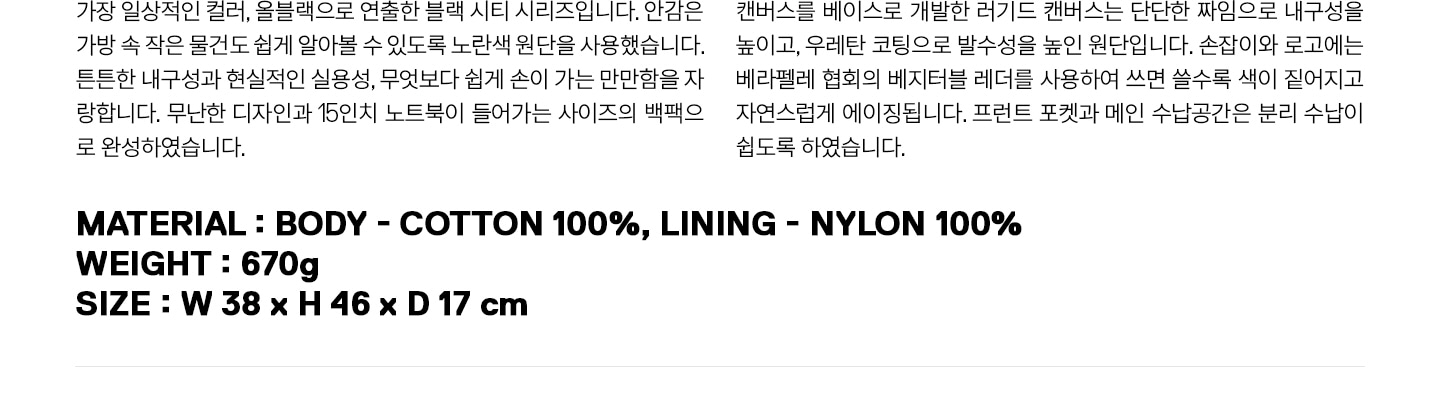 가장 일상적인 컬러, 올블랙으로 연출한 블랙 시티 시리즈입니다. 안감은
가방 속 작은 물건도 쉽게 알아볼 수 있도록 노란색 원단을 사용했습니다.
튼튼한 내구성과 현실적인 실용성, 무엇보다 쉽게 손이 가는 만만함을 자
랑합니다. 무난한 디자인과 15인치 노트북이 들어가는 사이즈의 백팩으
로 완성하였습니다.
캔버스를 베이스로 개발한 러기드 캔버스는 단단한 짜임으로 내구성을
높이고, 우레탄 코팅으로 발수성을 높인 원단입니다. 손잡이와 로고에는
베라펠레 협회의 베지터블 레더를 사용하여 쓰면 쓸수록 색이 짙어지고
자연스럽게 에이징됩니다. 프런트 포켓과 메인 수납공간은 분리 수납이
쉽도록 하였습니다.
MATERIAL : BODY - COTTON 100%, LINING - NYLON 100%
WEIGHT : 670g
SIZE : W 38 x H 46 x D 17 cm